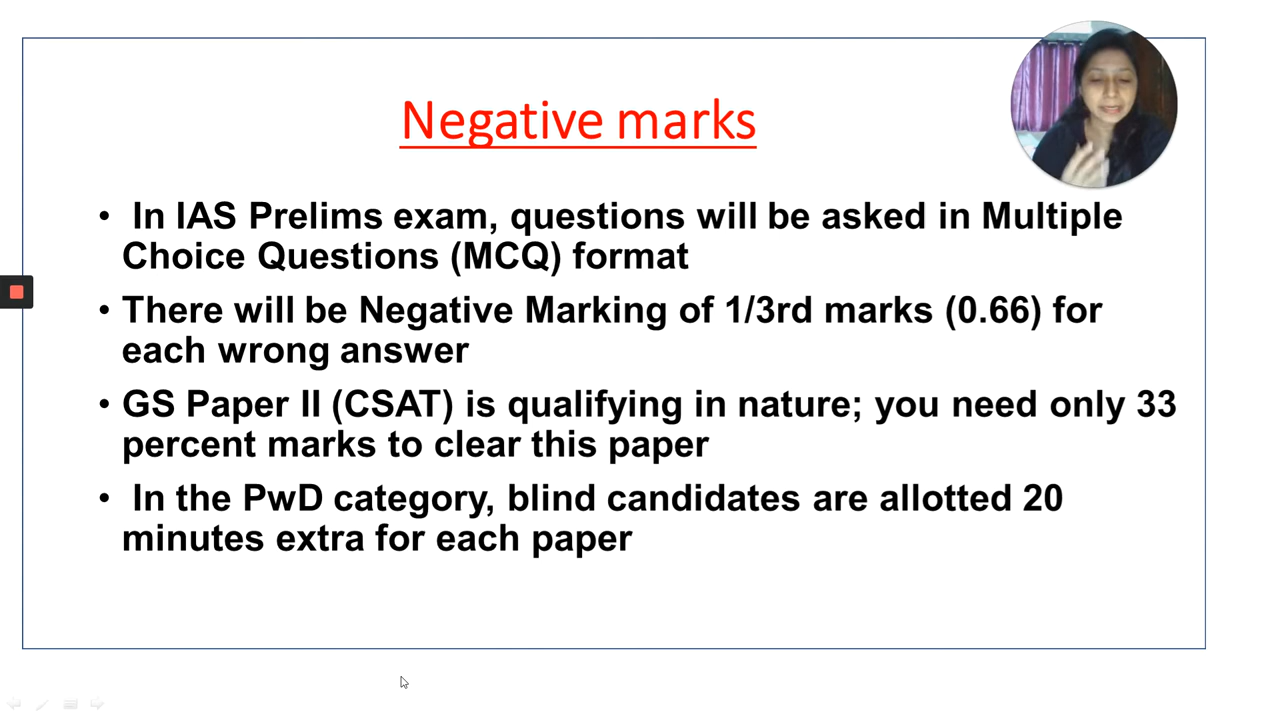 Negative marks
• In IAS Prelims exam, questions will be asked in Multiple
Choice Questions (MCQ) format
• There will be Negative Marking of 1/3rd marks (0.66) for
each wrong answer
• GS Paper II (CSAT) is qualifying in nature; you need only 33
percent marks to clear this paper
• In the PwD category, blind candidates are allotted 20
minutes extra for each paper